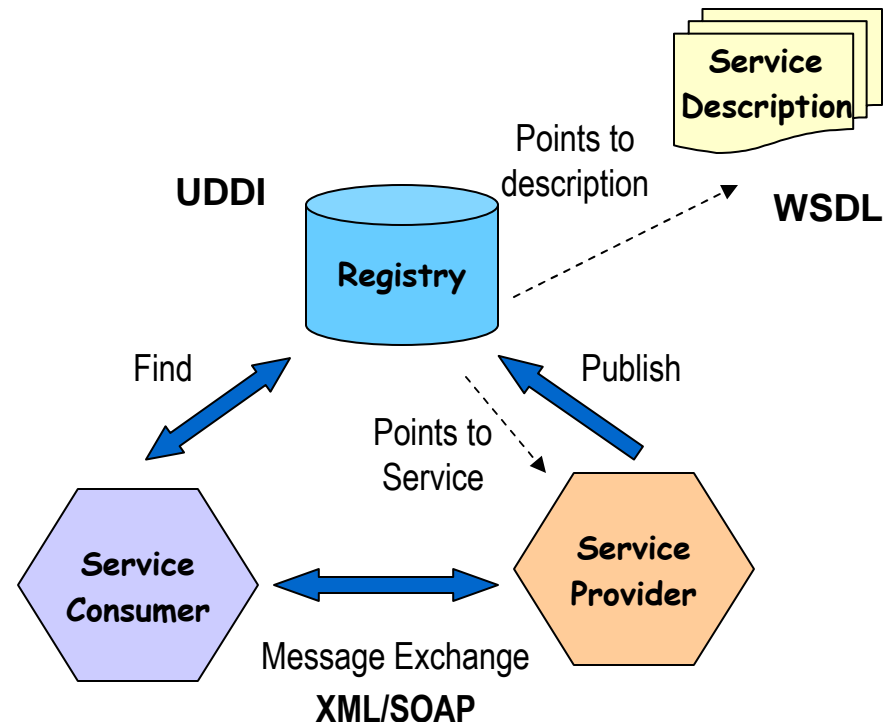 Service
Description
Points to
description
UDDI
WSDL
Registry
Find
Publish
Points to
Service
Service
Consumer
Service
Provider
Message Exchange
XML/SOAP